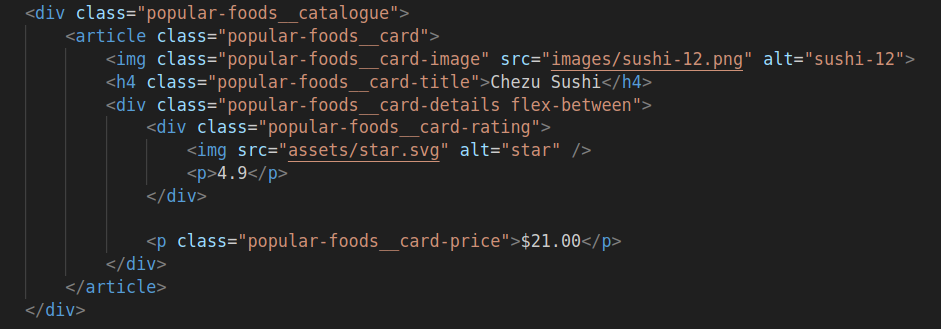 <div class="popular-foods__catalogue">
    <article class="popular-foods__card">
        <img class="popular-foods__card-image" src="images/sushi-12.png" alt="sushi-12">
        <h4 class="popular-foods__card-title">Chezu Sushi</h4>
        <div class="popular-foods__card-details flex-between">
            <div class="popular-foods__card-rating">
                <img src="assets/star.svg" alt="star" />
                <p>4.9</p>
            </div>

            <p class="popular-foods__card-price">$21.00</p>
        </div>
    </article>
</div>